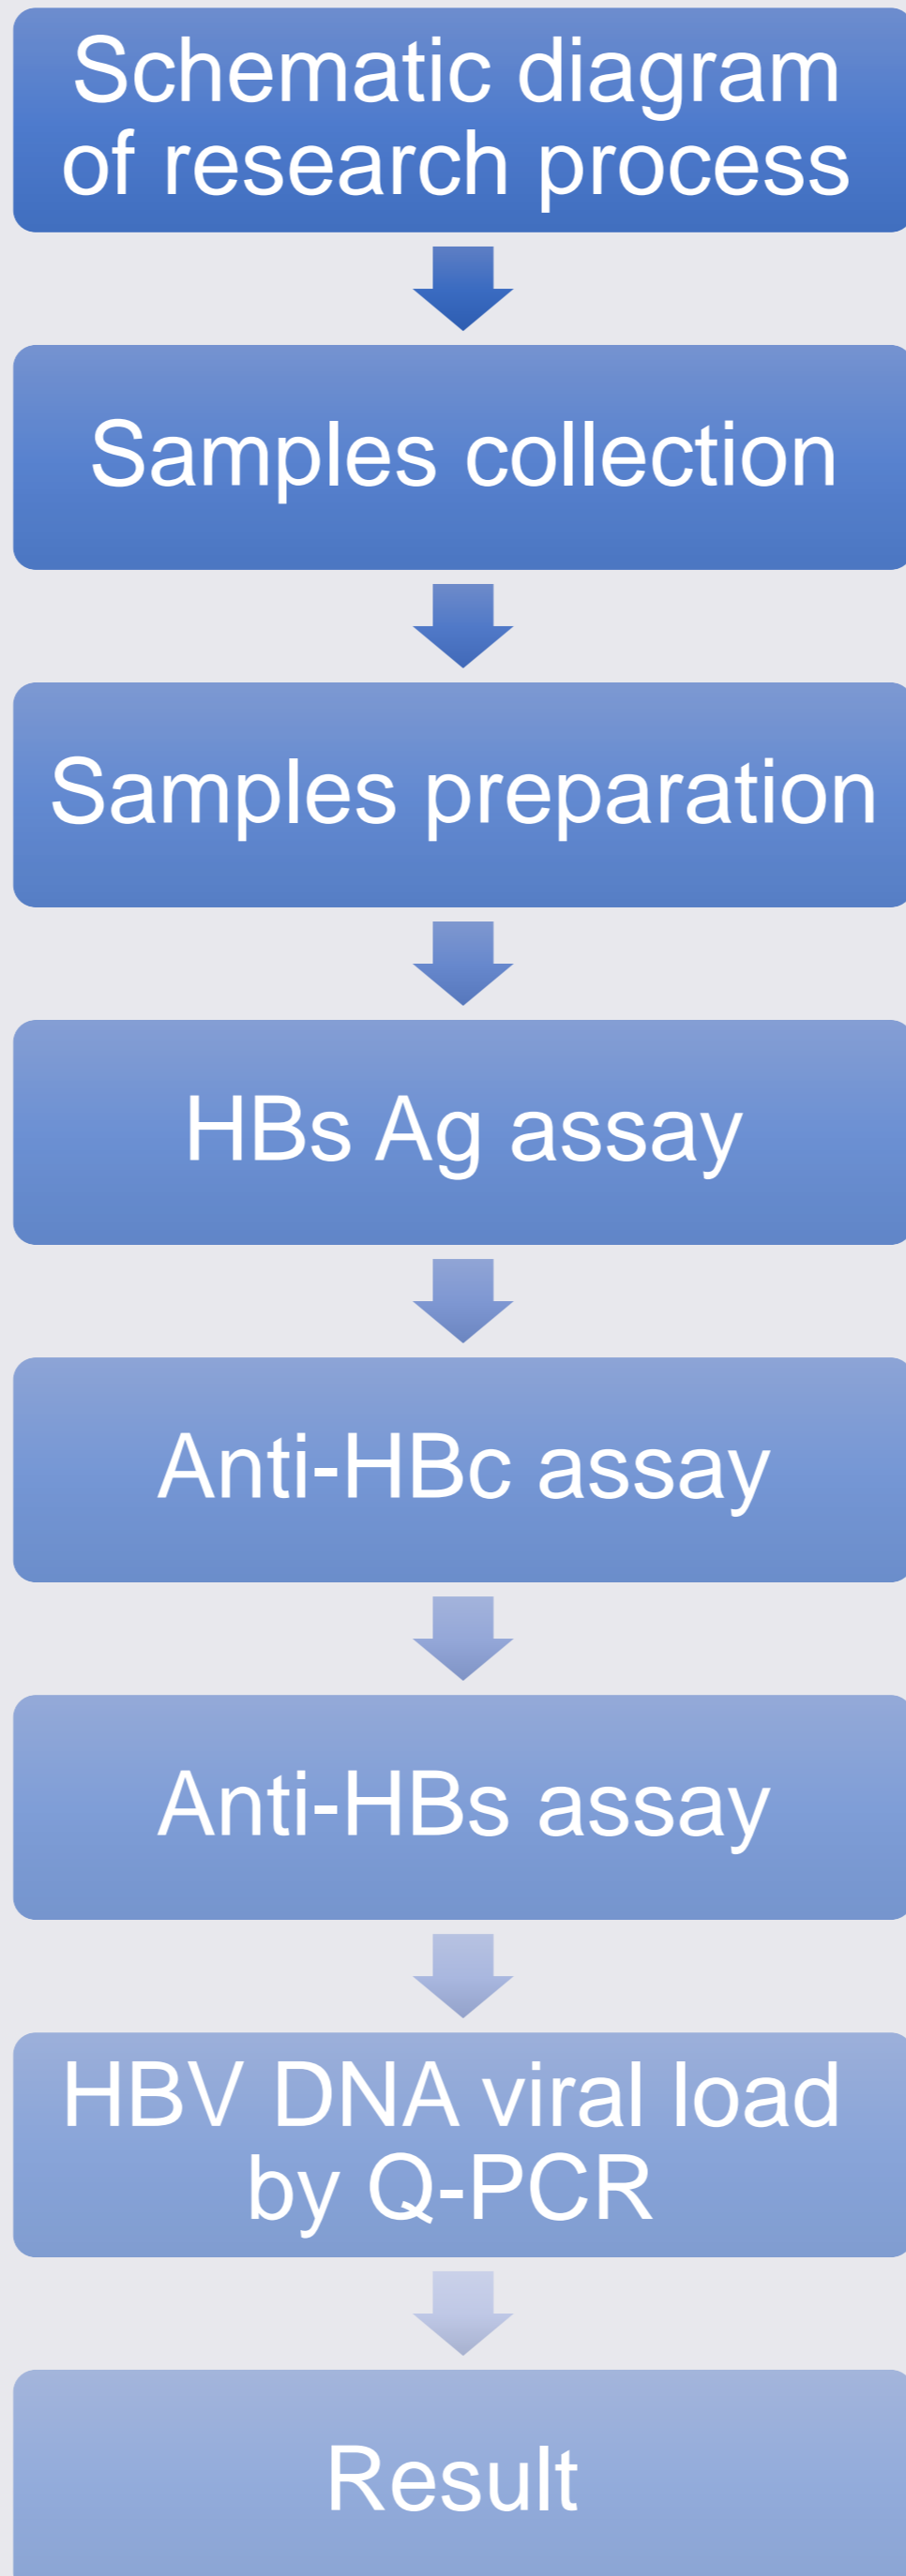 Schematic diagram
of research process
Samples collection
Samples preparation
HBs Ag assay
Anti-HBc assay
Anti-HBs assay
HBV DNA viral load
by Q-PCR
Result